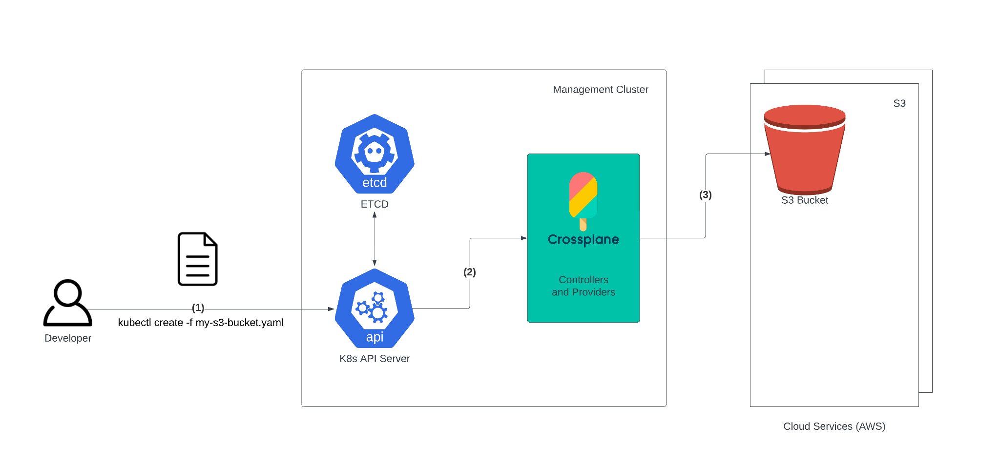 Management Cluster
S3
etcd
ETCD
S3 Bucket
(3)
Crossplane
(2)
Controllers
and Providers
(1)
kubectl create -f my-s3-bucket.yaml
Developer
api
K8s API Server
Cloud Services (AWS)